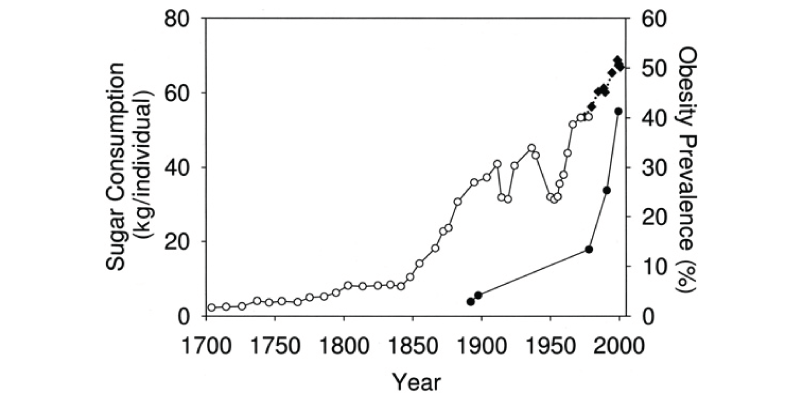 80
60
40
20
0
Sugar Consumption
(kg/individual)
60
50
40
30
20
10
0
Obesity Prevalence (%)
1700 1750 1800 1850 1900 1950 2000
Year